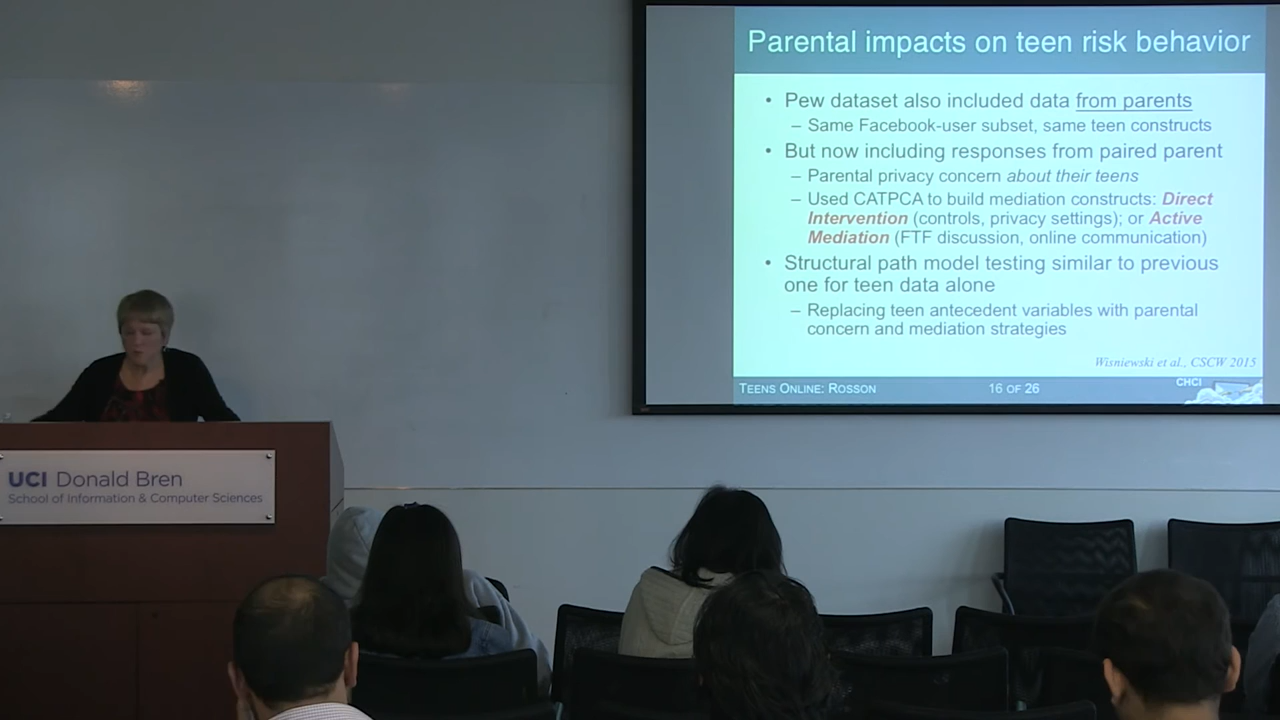 Parental impacts on teen risk behavior
• Pew dataset also included data from parents
– Same Facebook-user subset, same teen constructs
• But now including responses from paired parent
– Parental privacy concern about their teens
– Used CATPCA to build mediation constructs: Direct
Intervention (controls, privacy settings); or Active
Mediation (FTF discussion, online communication)
• Structural path model testing similar to previous
one for teen data alone
– Replacing teen antecedent variables with parental
concern and mediation strategies
Wisniewski et al., CSCW 2015
TEENS ONLINE: ROSSON 16 OF 26 CHCI
UCI Donald Bren
School of Information & Computer Sciences